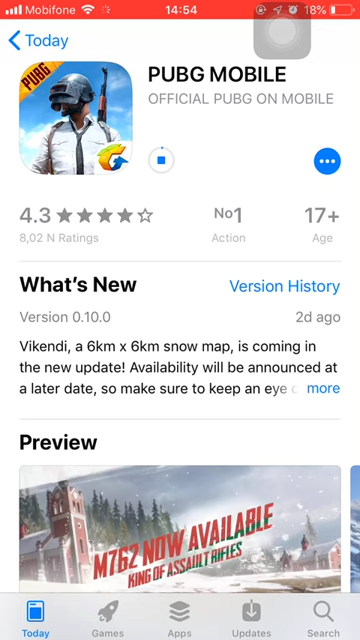 Mobifone 14:54 18%
Today
PUBG
PUBG MOBILE
OFFICIAL PUBG ON MOBILE
4.3
No1
17+
8,02 N Ratings
Action
Age
What's New
Version History
Version 0.10.0
2d ago
Vikendi, a 6km x 6km snow map, is coming in
the new update! Availability will be announced at
a later date, so make sure to keep an eye more
Preview
M762 NOW AVAILABLE
KING OF ASSAULT RIFLES
Today
Games
Apps
Updates
Search